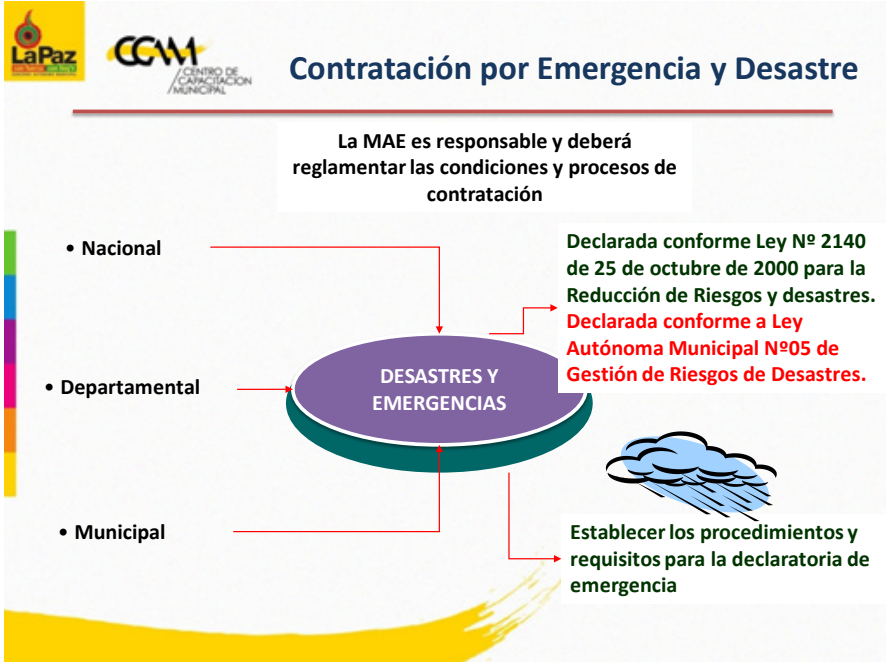 LaPaz
CCAM
CENTRO DE
CAPACITACION
MUNICIPAL
Contratación por Emergencia y Desastre
La MAE es responsable y deberá
reglamentar las condiciones y procesos de
contratación
• Nacional
Declarada conforme Ley Nº 2140
de 25 de octubre de 2000 para la
Reducción de Riesgos y desastres.
Declarada conforme a Ley
Autónoma Municipal Nº05 de
Gestión de Riesgos de Desastres.
• Departamental
DESASTRES Y
EMERGENCIAS
• Municipal
Establecer los procedimientos y
requisitos para la declaratoria de
emergencia